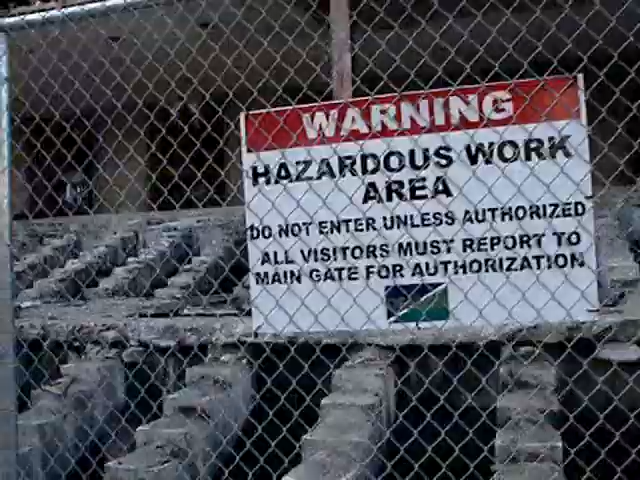 WARNING
HAZARDOUS WORK
AREA
DO NOT ENTER UNLESS AUTHORIZED
ALL VISITORS MUST REPORT TO
MAIN GATE FOR AUTHORIZATION